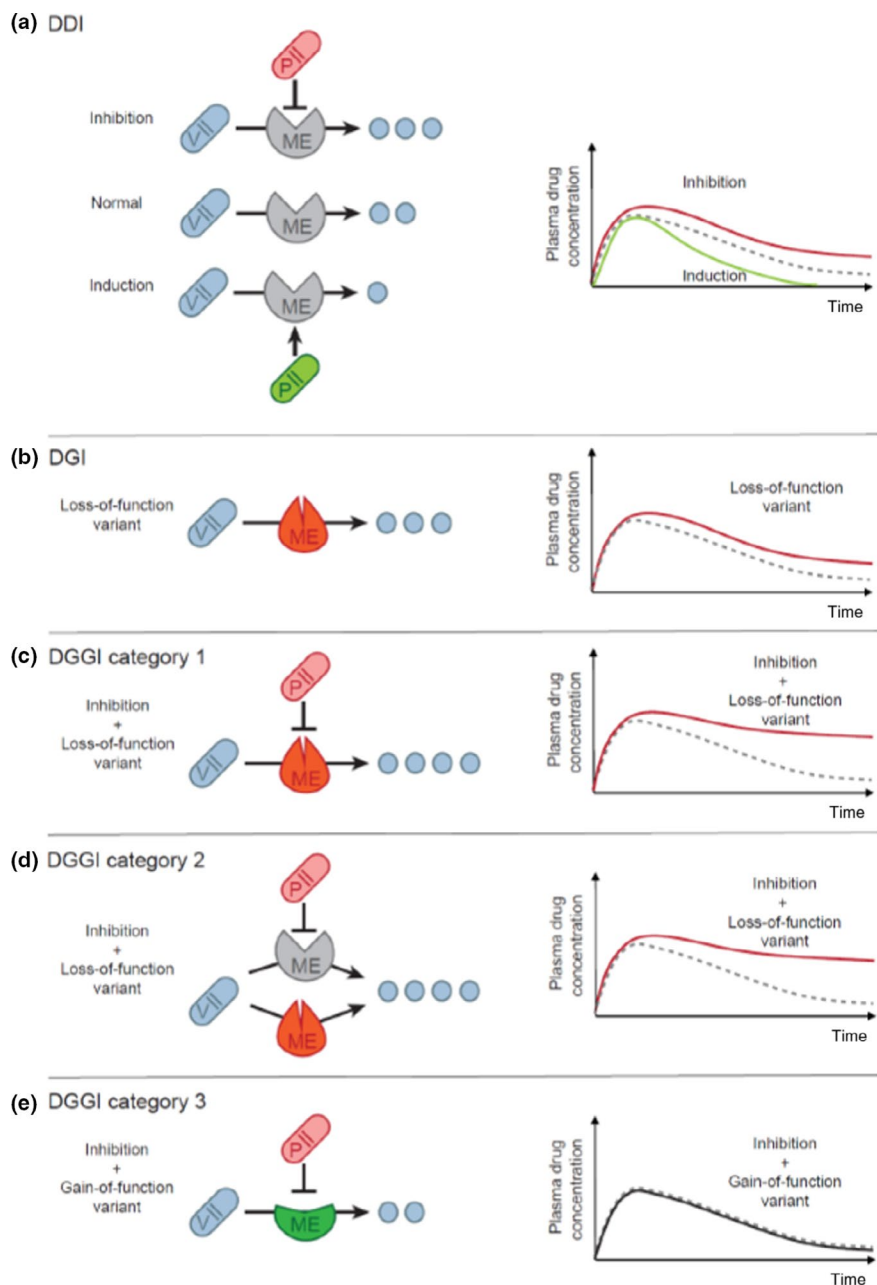 (a) DDI
P
Inhibition
V
ME
Normal
V
ME
Induction
V
ME
P
Plasma drug
concentration
Inhibition
Induction
Time
(b) DGI
Loss-of-function
variant
V
ME
Plasma drug
concentration
Loss-of-function
variant
Time
(c) DGGI category 1
P
Inhibition
+
Loss-of-function
variant
V
ME
Plasma drug
concentration
Inhibition
+
Loss-of-function
variant
Time
(d) DGGI category 2
P
Inhibition
+
Loss-of-function
variant
V
ME
ME
Plasma drug
concentration
Inhibition
+
Loss-of-function
variant
Time
(e) DGGI category 3
P
Inhibition
+
Gain-of-function
variant
V
ME
Plasma drug
concentration
Inhibition
+
Gain-of-function
variant
Time